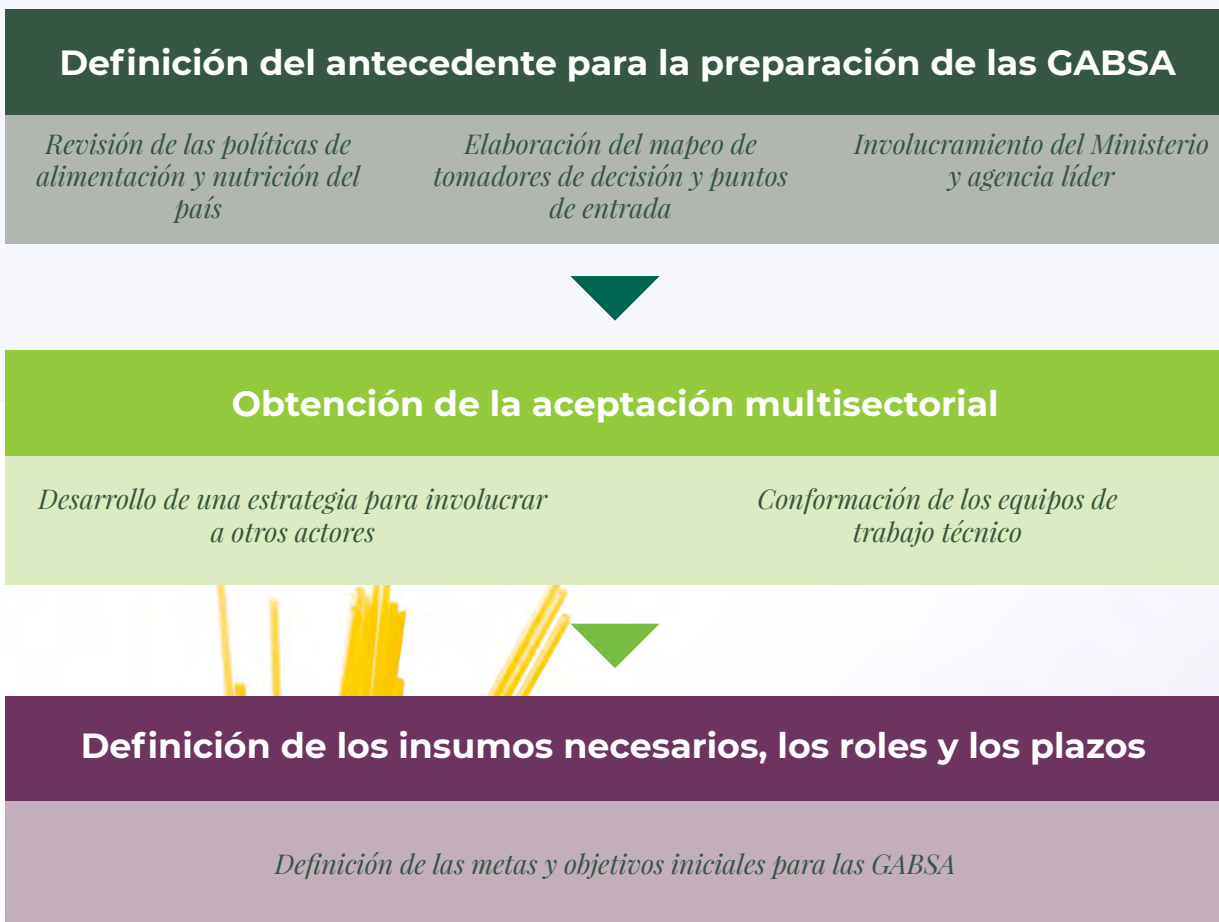 Definición del antecedente para la preparación de las GABSA
Revisión de las políticas de
alimentación y nutrición del
país
Elaboración del mapeo de
tomadores de decisión y puntos
de entrada
Involucramiento del Ministerio
y agencia líder
Obtención de la aceptación multisectorial
Desarrollo de una estrategia para involucrar
a otros actores
Conformación de los equipos de
trabajo técnico
Definición de los insumos necesarios, los roles y los plazos
Definición de las metas y objetivos iniciales para las GABSA